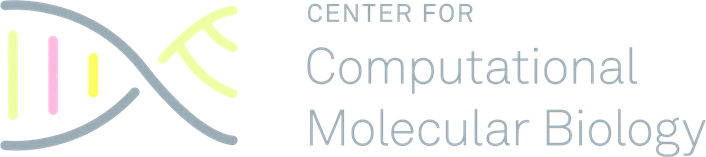 CENTER FOR
Computational
Molecular Biology